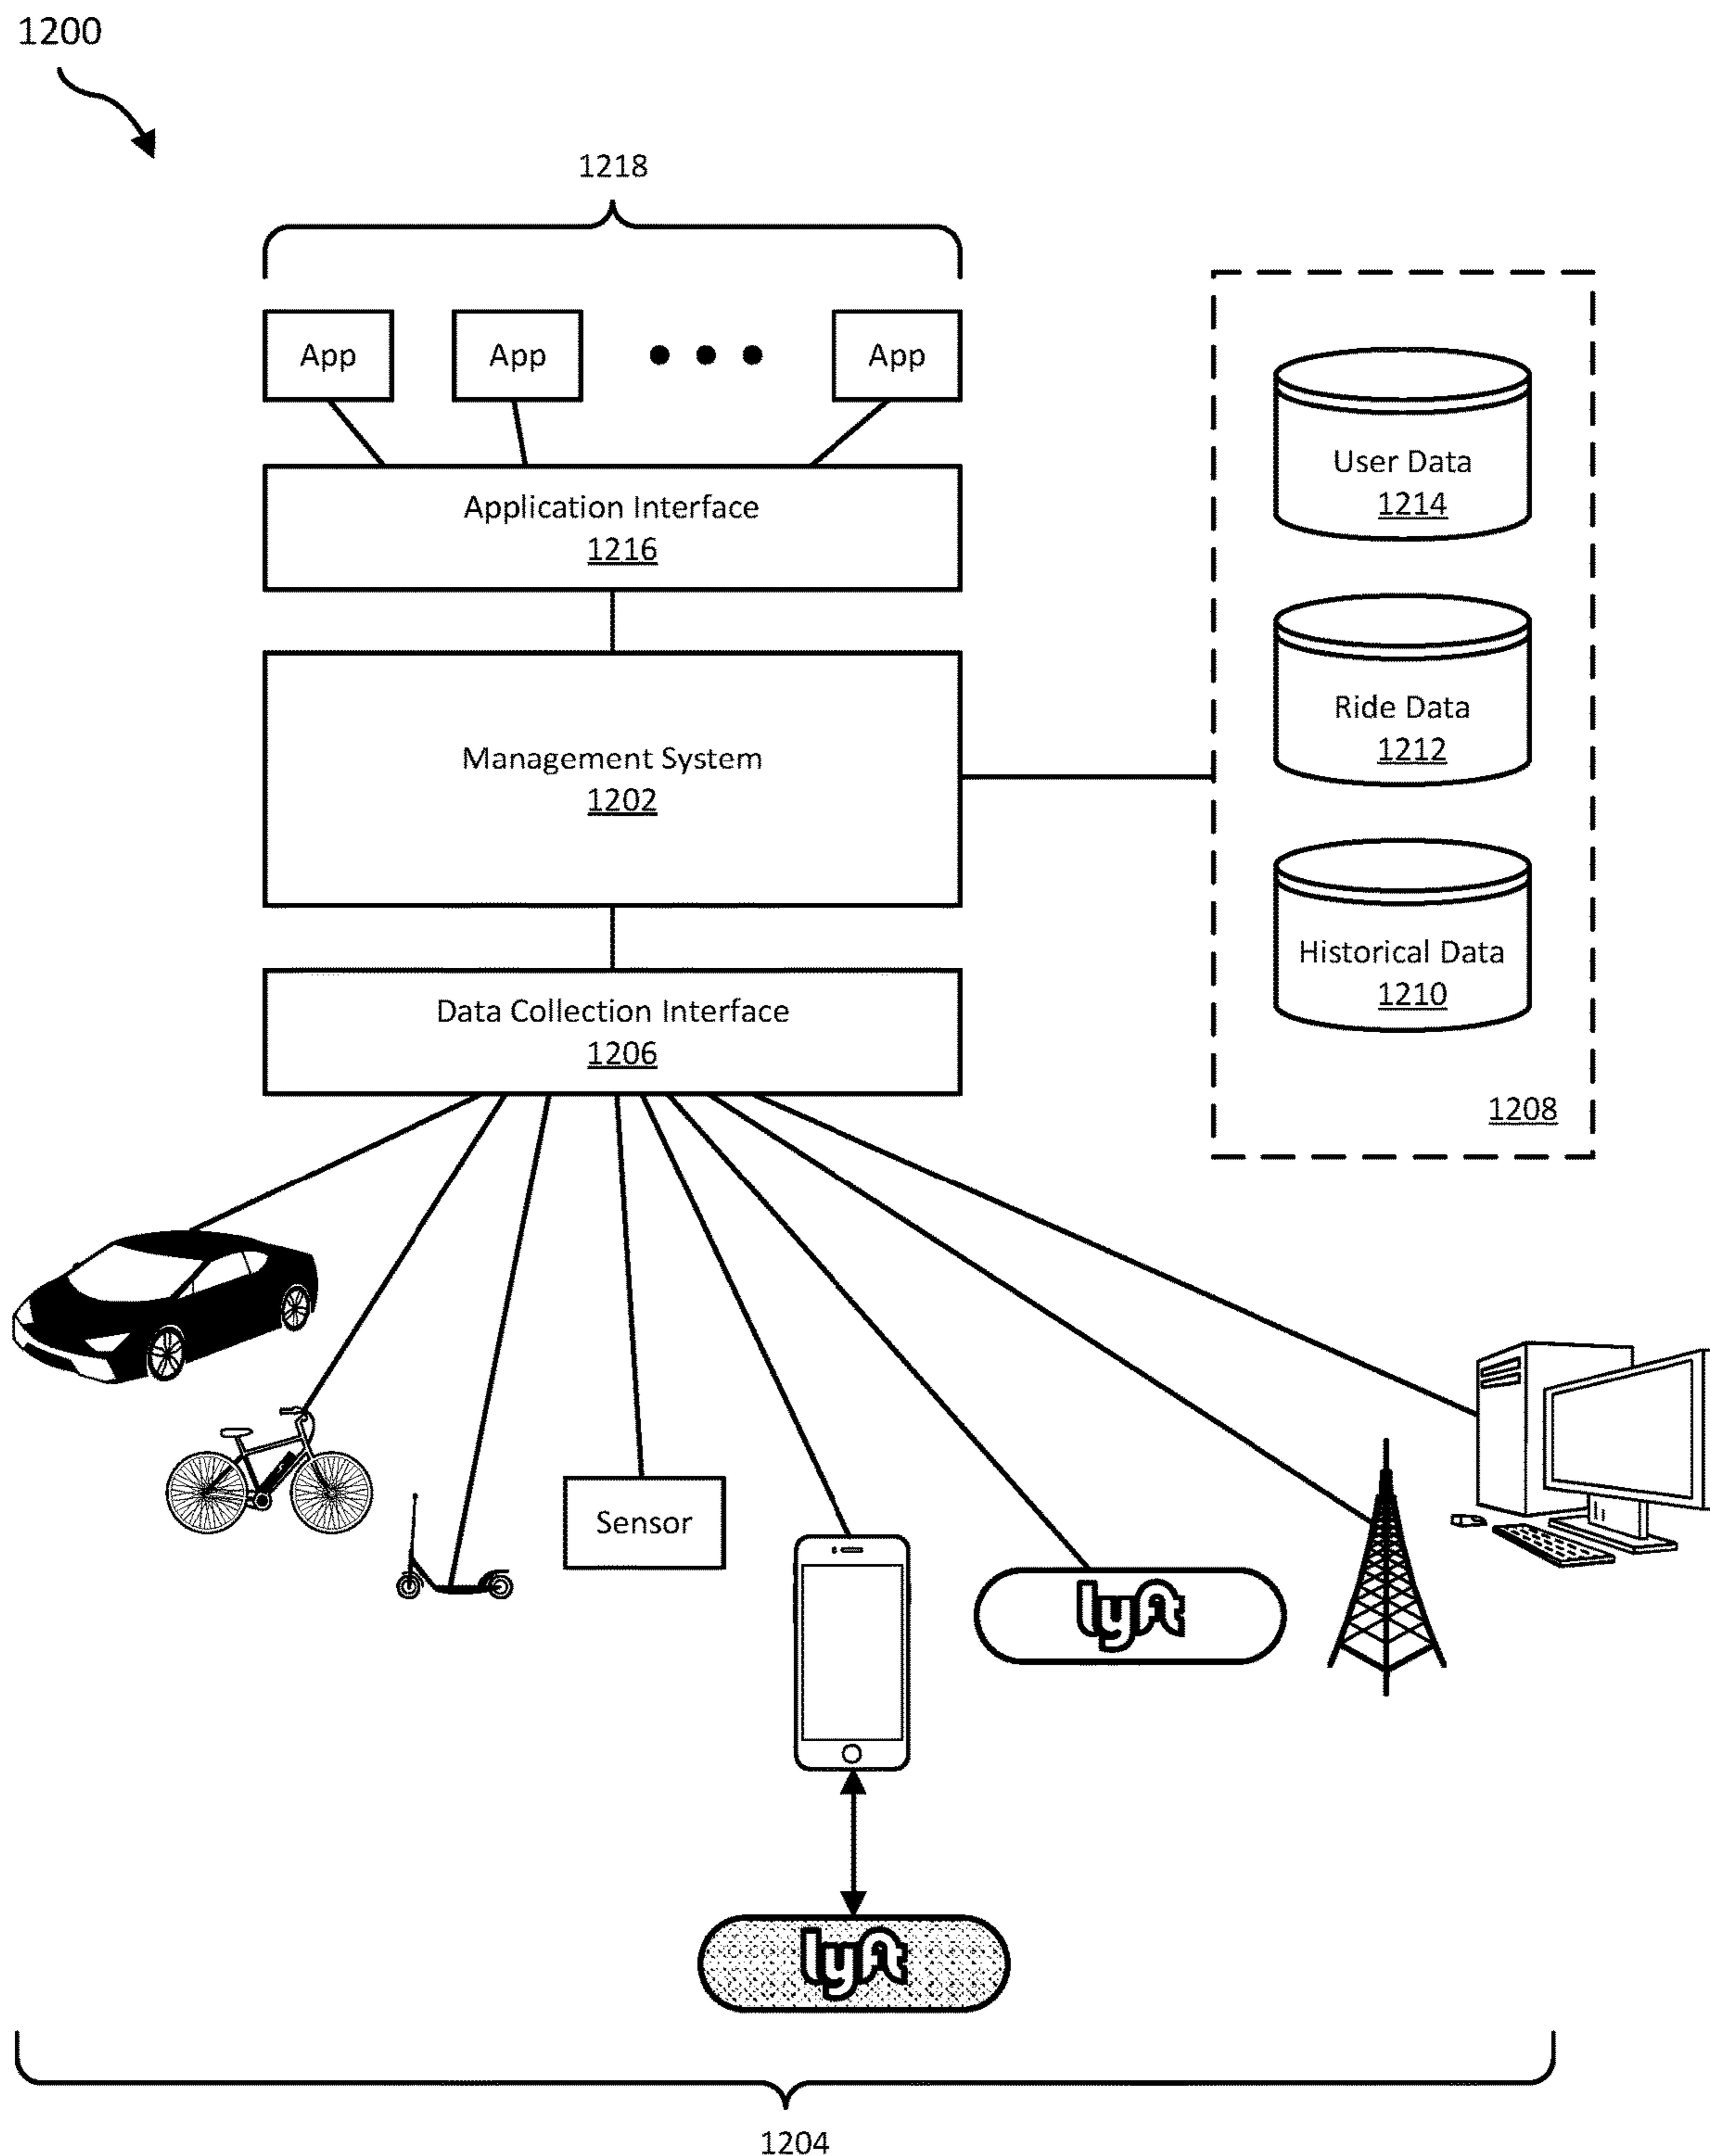 1200
1218
App
App
App
Application Interface
1216
Management System
1202
Data Collection Interface
1206
User Data
1214
Ride Data
1212
Historical Data
1210
1208
Sensor
lyft
lyft
1204